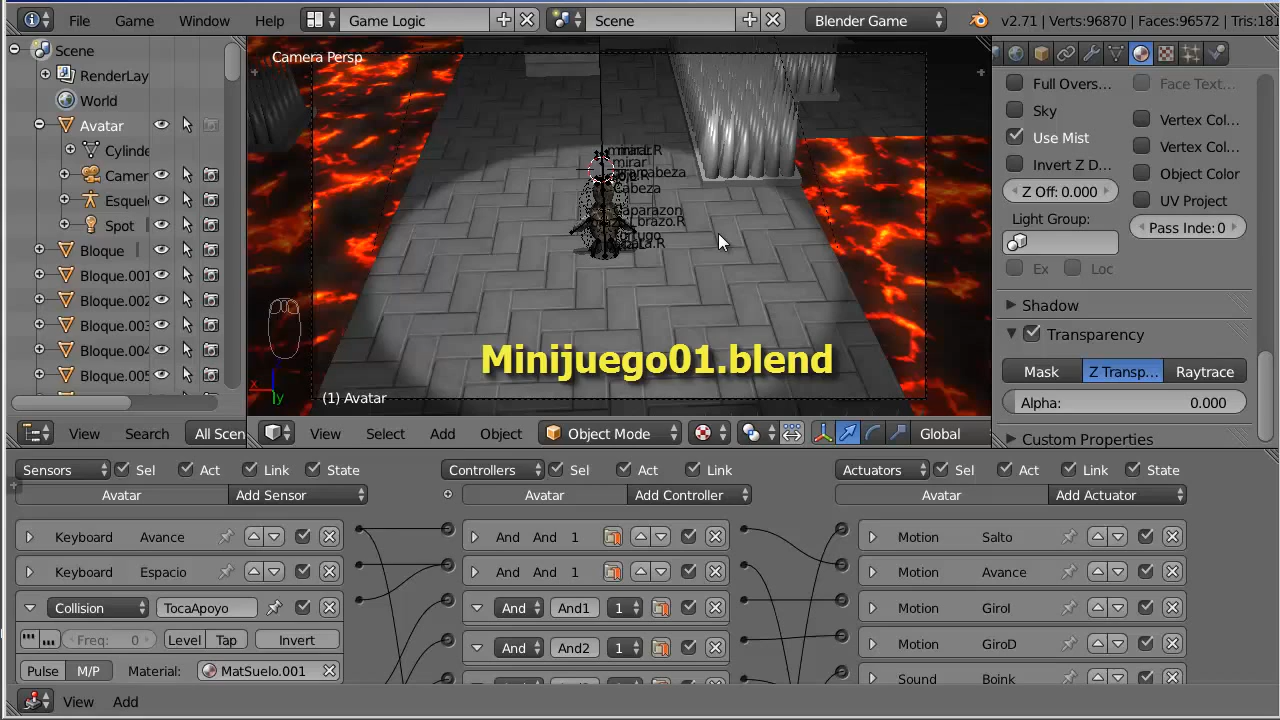 File Game Window Help Game Logic Scene Blender Game v2.71 | Verts:96870 | Faces:96572 | Tris:181
Scene
RenderLay
World
Avatar
Cylinde
Camer
Esquel
Spot
Bloque
Bloque.001
Bloque.002
Bloque.003
Bloque.004
Bloque.005
View Search All Scen
Camera Persp
mirar
Cabeza
Caparazon
Minijuego01.blend
(1) Avatar
View Select Add Object Object Mode Global
Full Overs...
Sky
Use Mist
Invert Z D...
Z Off: 0.000
Light Group:
Ex Loc
Face Text...
Vertex Col...
Vertex Col...
Object Color
UV Project
Pass Inde: 0
Shadow
Transparency
Mask Z Transp... Raytrace
Alpha: 0.000
Custom Properties
Sensors Sel Act Link State
Avatar Add Sensor
Keyboard Avance
Keyboard Espacio
Collision TocaApoyo
Freq: 0 Level Tap Invert
Pulse M/P Material: MatSuelo.001
Controllers Sel Act Link
Avatar Add Controller
And And 1
And And 1
And And1 1
And And2 1
Actuators Sel Act Link State
Avatar Add Actuator
Motion Salto
Motion Avance
Motion GiroI
Motion GiroD
Sound Boink
View Add